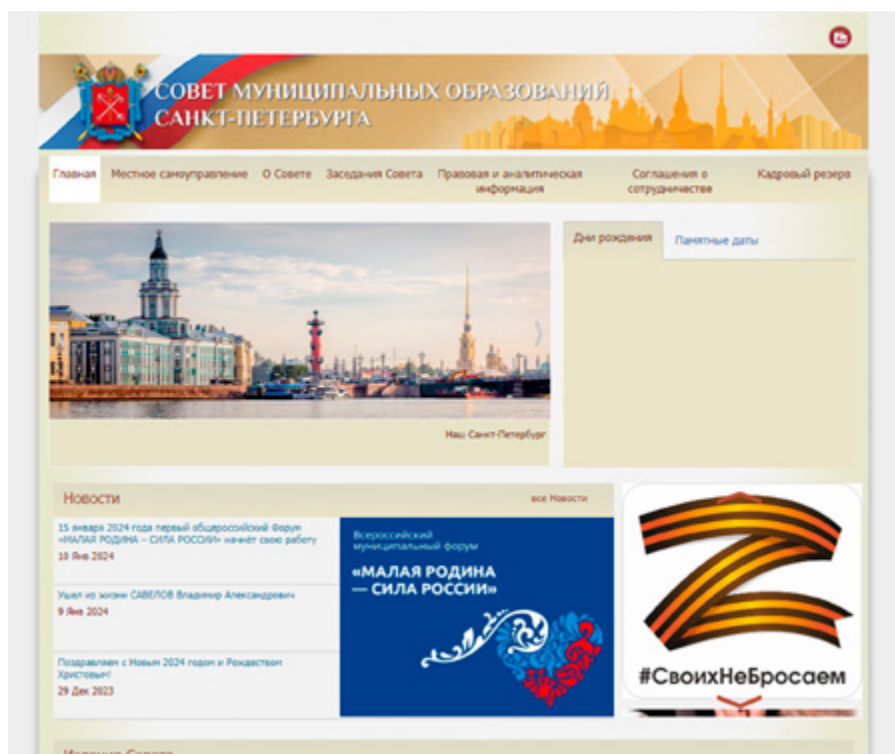 СОВЕТ МУНИЦИПАЛЬНЫХ ОБРАЗОВАНИЙ
САНКТ-ПЕТЕРБУРГА
Главная Местное самоуправление О Совете Заседания Совета Правовая и аналитическая информация Соглашения о сотрудничестве Кадровый резерв
Дни рождения Памятные даты
Наш Санкт-Петербург
Новости все Новости
15 января 2024 года первый общероссийский Форум
«МАЛАЯ РОДИНА – СИЛА РОССИИ» начнёт свою работу
10 Янв 2024
Ушел из жизни САВЕЛОВ Владимир Александрович
9 Янв 2024
Поздравляем с Новым 2024 годом и Рождеством
Христовым!
29 Дек 2023
Всероссийский
муниципальный форум
«МАЛАЯ РОДИНА
— СИЛА РОССИИ»
#СвоихНеБросаем